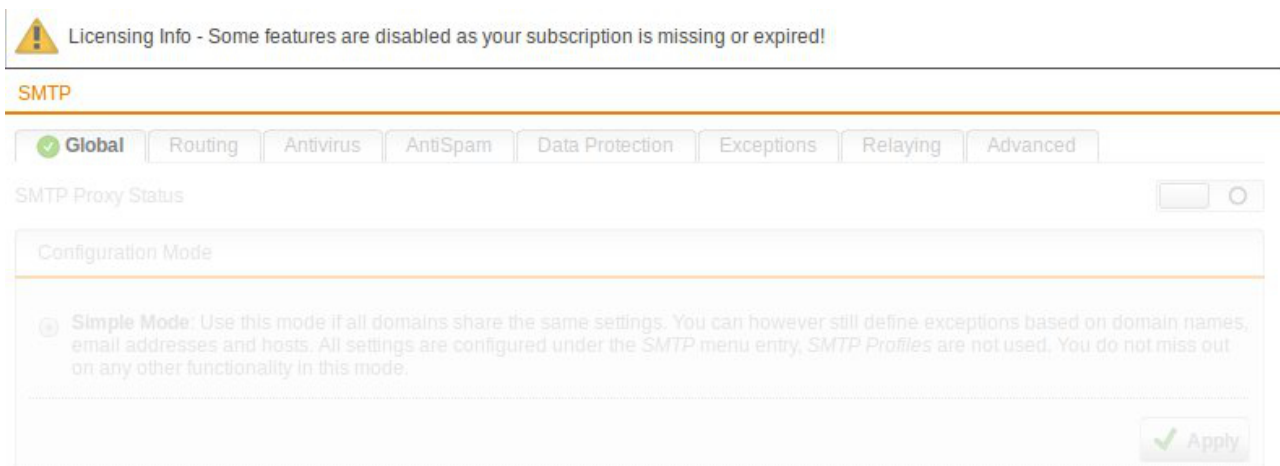 Licensing Info - Some features are disabled as your subscription is missing or expired!
SMTP
Global Routing Antivirus AntiSpam Data Protection Exceptions Relaying Advanced
SMTP Proxy Status
Configuration Mode
Simple Mode: Use this mode if all domains share the same settings. You can however still define exceptions based on domain names,
email addresses and hosts. All settings are configured under the SMTP menu entry, SMTP Profiles are not used. You do not miss out
on any other functionality in this mode.
Apply